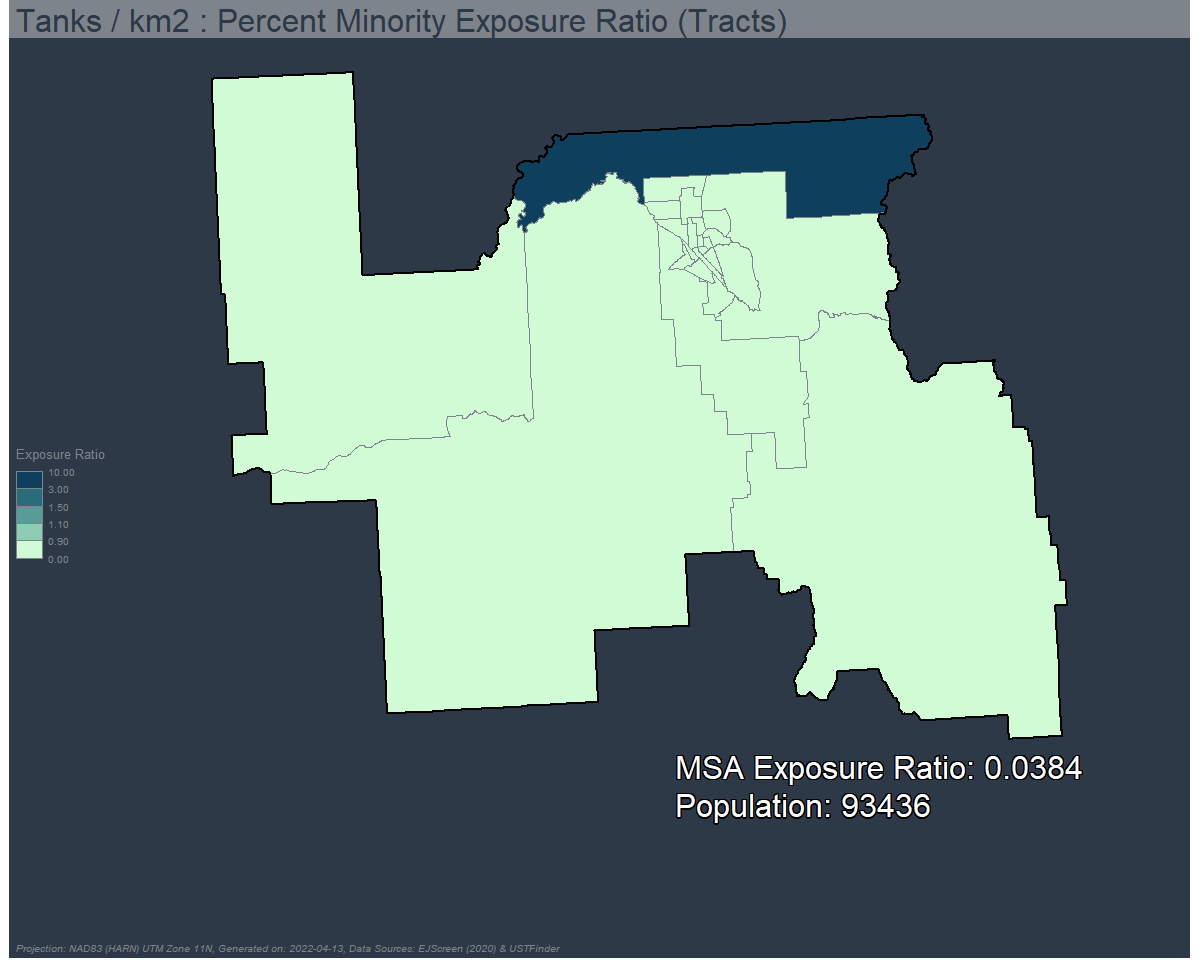 Tanks / km2 : Percent Minority Exposure Ratio (Tracts)
Exposure Ratio
10.00
3.00
1.50
1.10
0.90
0.00
MSA Exposure Ratio: 0.0384
Population: 93436
Projection: NAD83 (HARN) UTM Zone 11N, Generated on: 2022-04-13, Data Sources: EJScreen (2020) & USTFinder